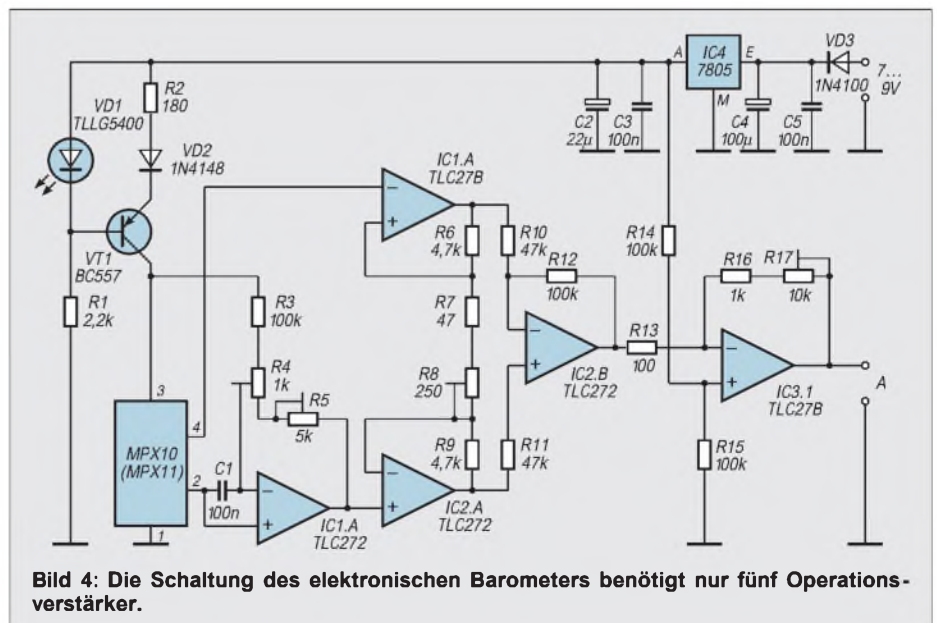 IC4
7805
A
E
M
VD3
1N4100
7...
9V
R2
180
VD1
TLLG5400
VD2
1N4148
C2
22µ
C3
100n
C4
100µ
C5
100n
IC1.A
TLC27B
VT1
BC557
R6
4,7k
R10
47k
R12
100k
R14
100k
R16
1k
R17
10k
R1
2,2k
R3
100k
R7
47
R13
100
R4
1k
R5
5k
R8
250
IC2.B
TLC272
IC3.1
TLC27B
A
3
4
MPX10
(MPX11)
2
1
C1
100n
R9
4,7k
R11
47k
R15
100k
IC1.A
TLC272
IC2.A
TLC272
Bild 4: Die Schaltung des elektronischen Barometers benötigt nur fünf Operations-
verstärker.